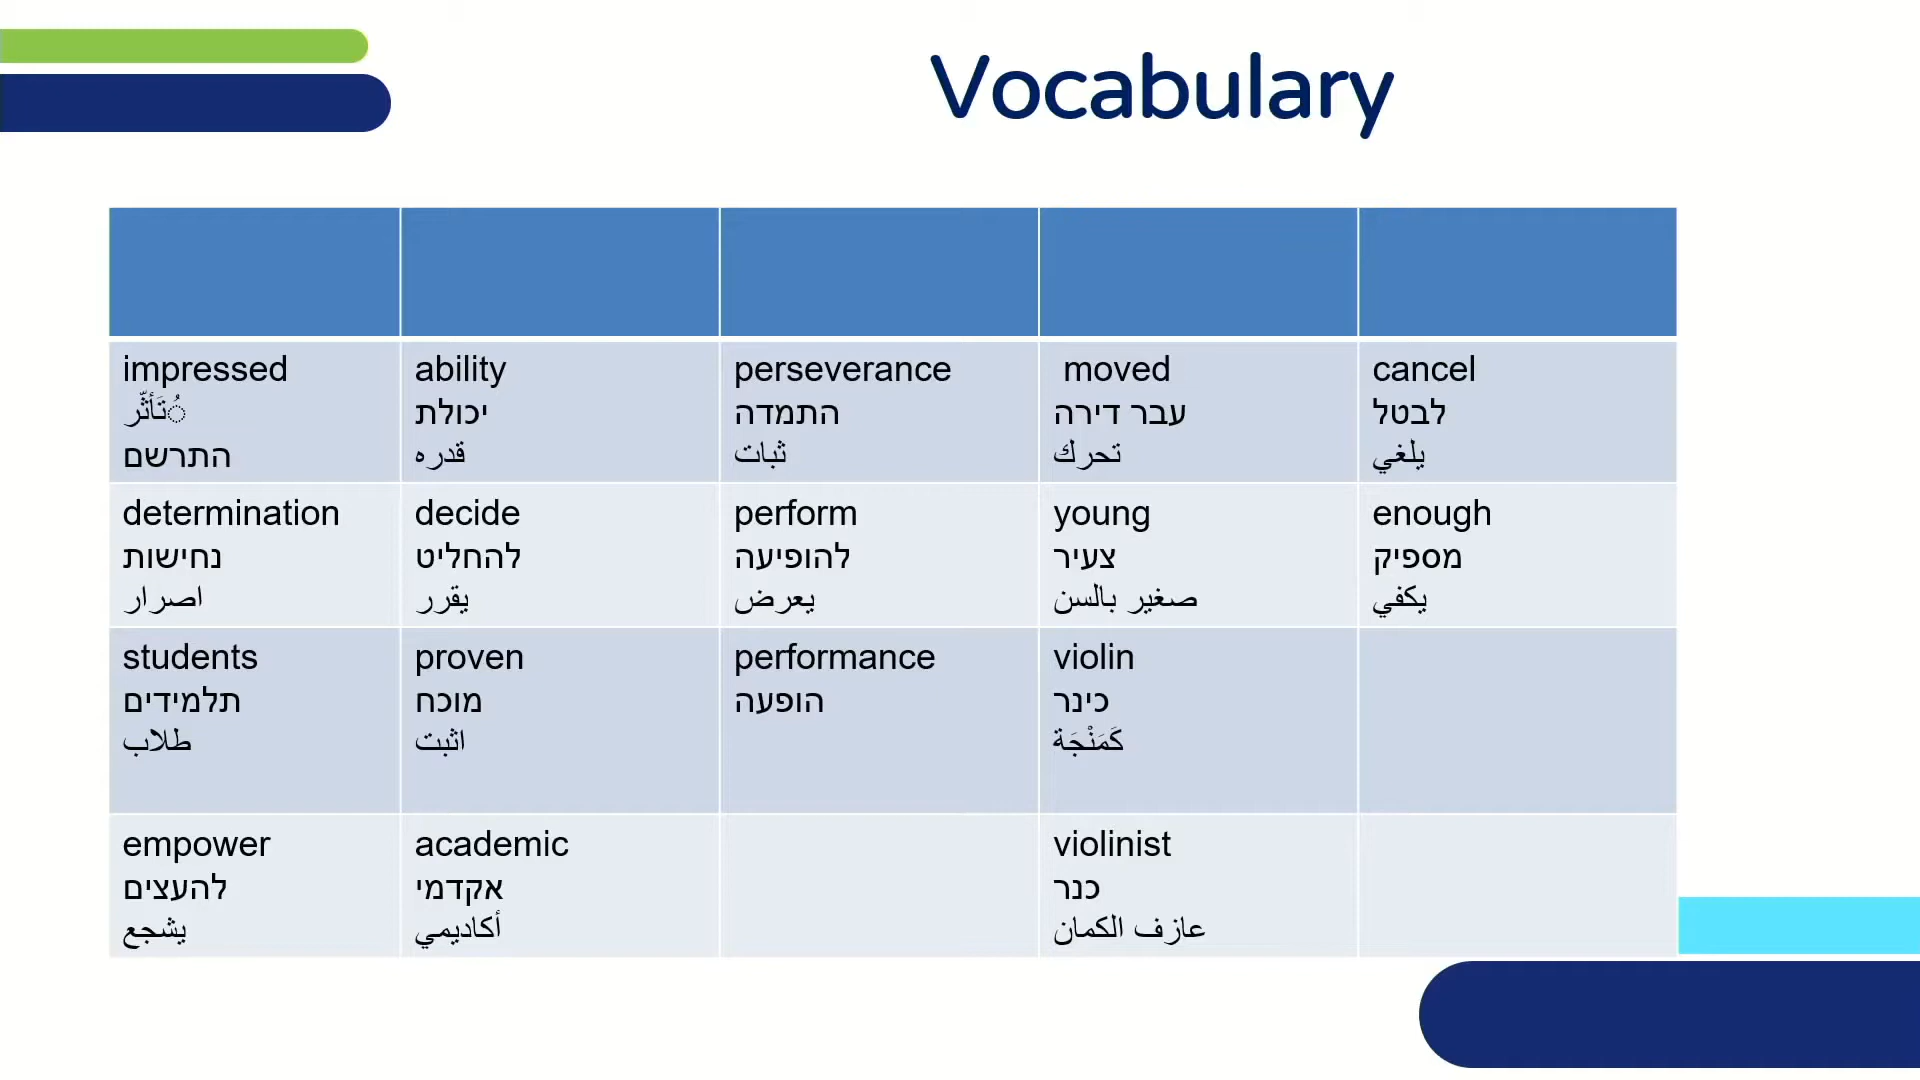 Vocabulary
impressed
ُتَأثّر
התרשם
ability
יכולת
قدره
perseverance
התמדה
ثبات
moved
עבר דירה
تحرك
cancel
לבטל
يلغي
determination
נחישות
اصرار
decide
להחליט
يقرر
perform
להופיעה
يعرض
young
צעיר
صغير بالسن
enough
מספיק
يكفي
students
תלמידים
طلاب
proven
מוכח
اثبت
performance
הופעה
violin
כינר
كَمَنْجَة
empower
להעצים
يشجع
academic
אקדמי
أكاديمي
violinist
כנר
عازف الكمان